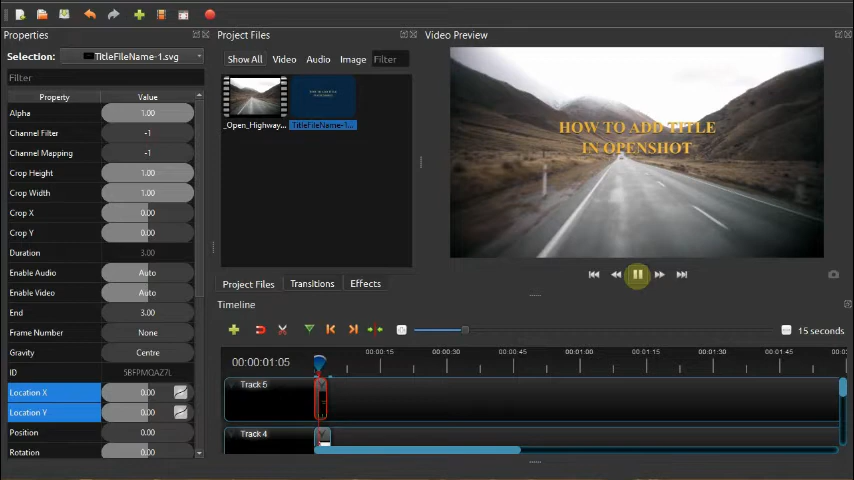 Properties
Project Files
Video Preview
Selection:
TitleFileName-1.svg
Show All
Video
Audio
Image
Filter
Filter
Property
Value
Alpha
1.00
Channel Filter
-1
Channel Mapping
-1
Crop Height
1.00
Crop Width
1.00
Crop X
0.00
Crop Y
0.00
Duration
3.00
Enable Audio
Auto
Enable Video
Auto
End
3.00
Frame Number
None
Gravity
Centre
ID
5BFPMQAZ7L
Location X
0.00
Location Y
0.00
Position
0.00
Rotation
0.00
_Open_Highway...
TitleFileName-1...
HOW TO ADD TITLE
IN OPENSHOT
Project Files
Transitions
Effects
Timeline
15 seconds
00:00:01:05
00:00:15
00:00:30
00:00:45
00:01:00
00:01:15
00:01:30
00:01:45
Track 5
Track 4